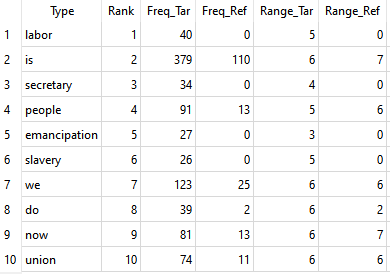 Type Rank Freq_Tar Freq_Ref Range_Tar Range_Ref
1 labor 1 40 0 5 0
2 is 2 379 110 6 7
3 secretary 3 34 0 4 0
4 people 4 91 13 5 6
5 emancipation 5 27 0 3 0
6 slavery 6 26 0 5 0
7 we 7 123 25 6 6
8 do 8 39 2 6 2
9 now 9 81 13 6 7
10 union 10 74 11 6 6